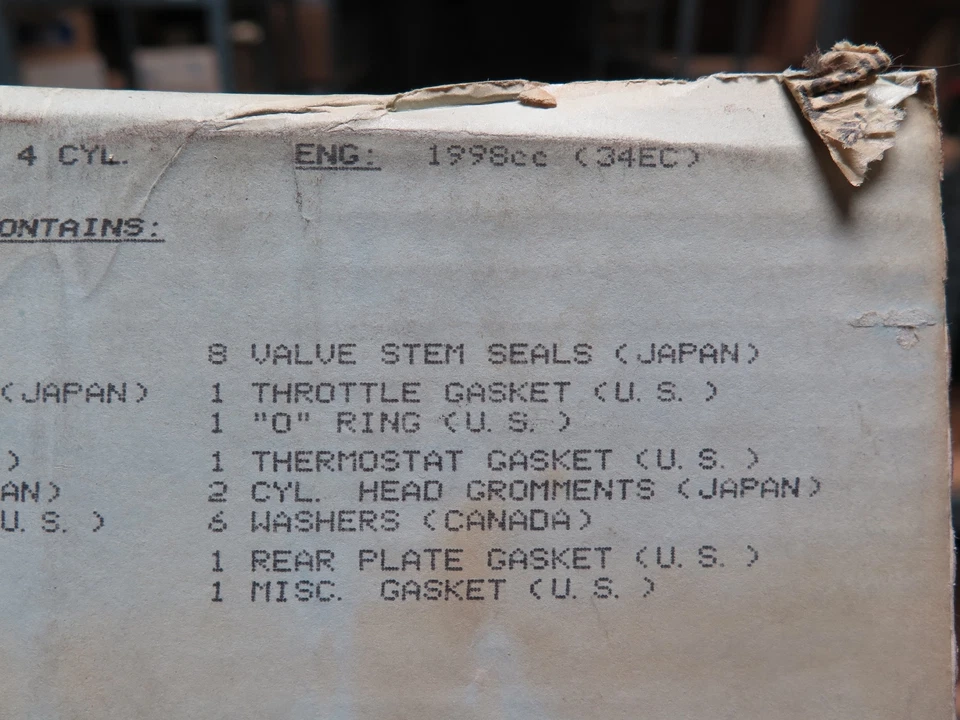 4 CYL. ENG: 1998cc (34EC)
ONTAINS:
8 VALVE STEM SEALS (JAPAN)
(JAPAN) 1 THROTTLE GASKET (U.S. )
1 "O" RING (U.S. )
) 1 THERMOSTAT GASKET (U.S. )
AN) 2 CYL. HEAD GROMMENTS (JAPAN)
U.S. ) 6 WASHERS (CANADA)
1 REAR PLATE GASKET (U.S. )
1 MISC. GASKET (U.S. )